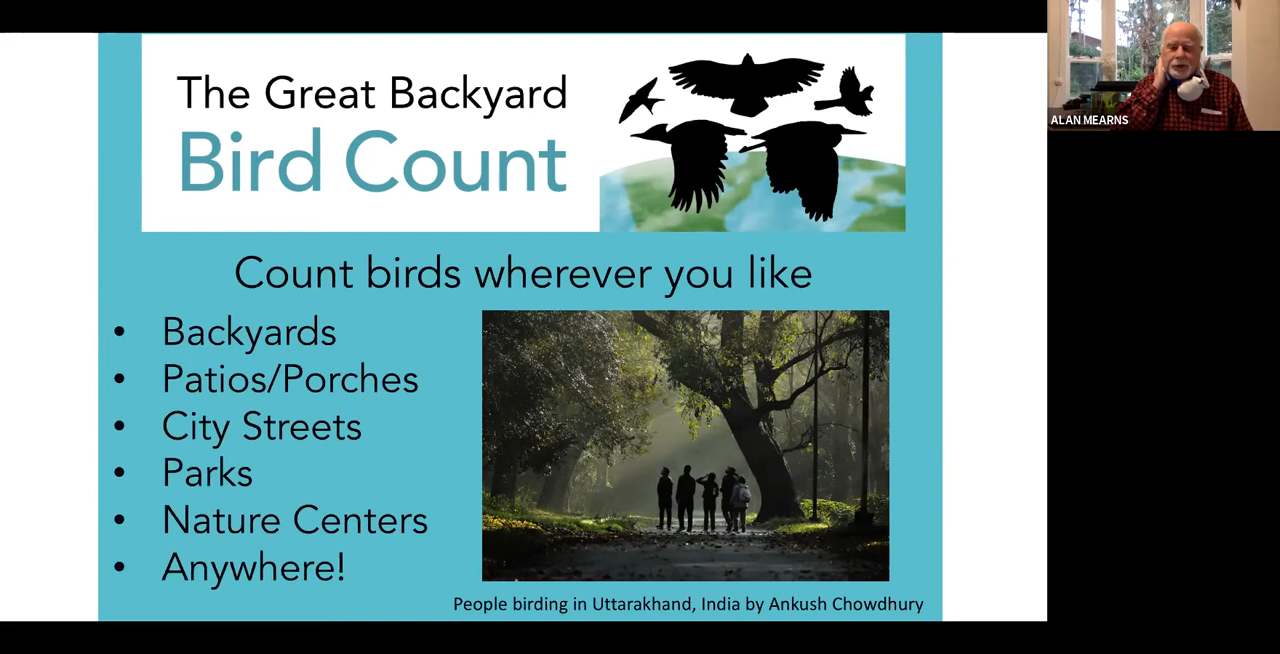 The Great Backyard
Bird Count
Count birds wherever you like
• Backyards
• Patios/Porches
• City Streets
• Parks
• Nature Centers
• Anywhere!
People birding in Uttarakhand, India by Ankush Chowdhury
ALAN MEARNS